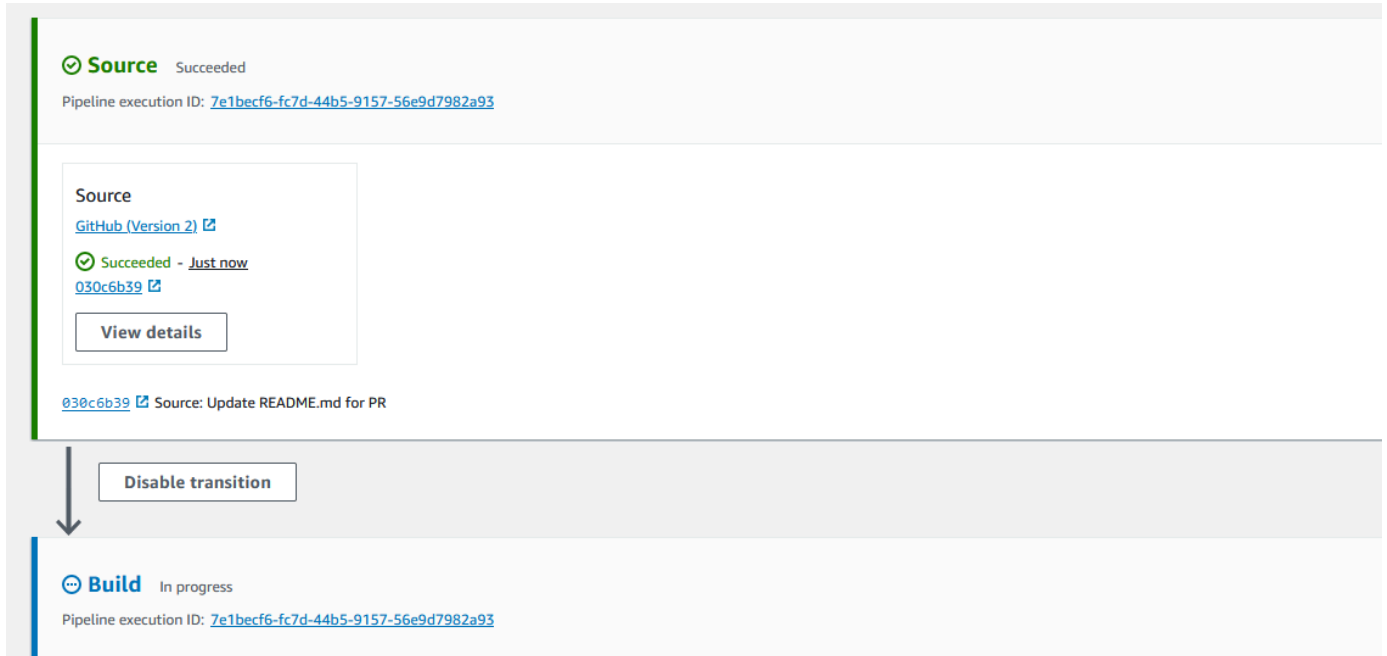 Source Succeeded
Pipeline execution ID: 7e1becf6-fc7d-44b5-9157-56e9d7982a93
Source
GitHub (Version 2)
Succeeded - Just now
030c6b39
View details
030c6b39 Source: Update README.md for PR
Disable transition
Build In progress
Pipeline execution ID: 7e1becf6-fc7d-44b5-9157-56e9d7982a93